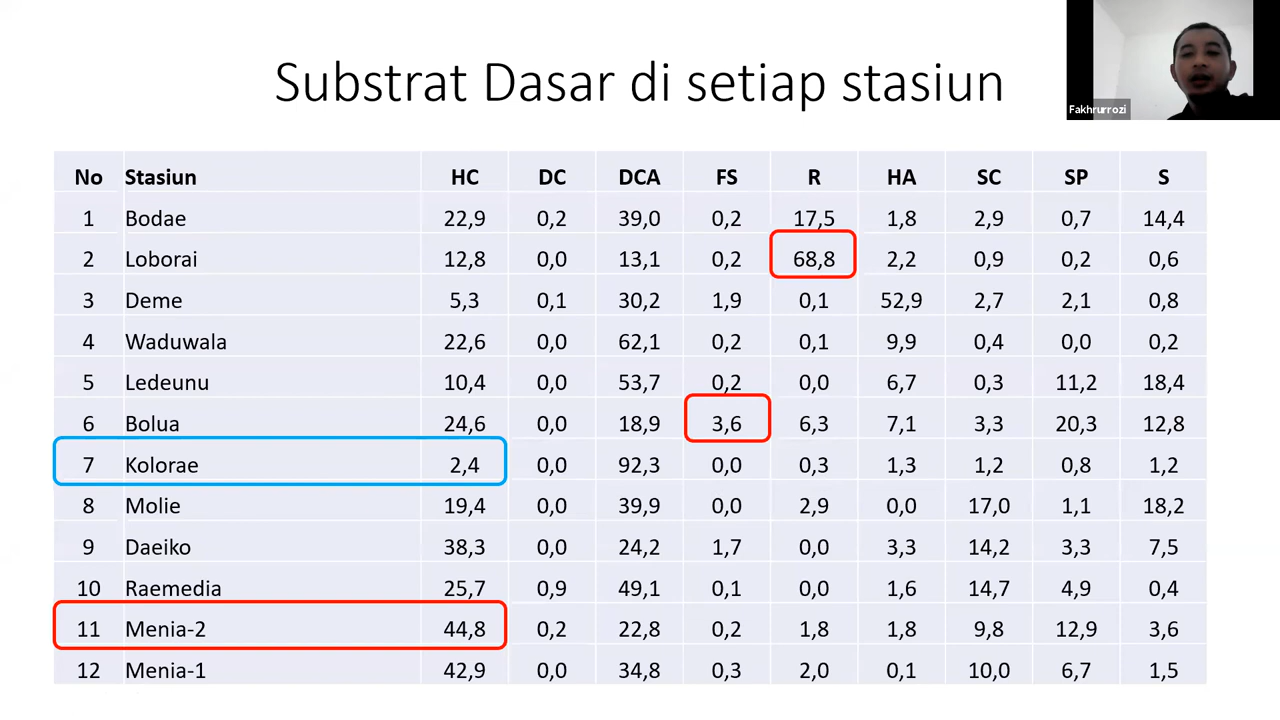 Substrat Dasar di setiap stasiun
Fakhrurrozi
No Stasiun HC DC DCA FS R HA SC SP S
1 Bodae 22,9 0,2 39,0 0,2 17,5 1,8 2,9 0,7 14,4
2 Loborai 12,8 0,0 13,1 0,2 68,8 2,2 0,9 0,2 0,6
3 Deme 5,3 0,1 30,2 1,9 0,1 52,9 2,7 2,1 0,8
4 Waduwala 22,6 0,0 62,1 0,2 0,1 9,9 0,4 0,0 0,2
5 Ledeunu 10,4 0,0 53,7 0,2 0,0 6,7 0,3 11,2 18,4
6 Bolua 24,6 0,0 18,9 3,6 6,3 7,1 3,3 20,3 12,8
7 Kolorae 2,4 0,0 92,3 0,0 0,3 1,3 1,2 0,8 1,2
8 Molie 19,4 0,0 39,9 0,0 2,9 0,0 17,0 1,1 18,2
9 Daeiko 38,3 0,0 24,2 1,7 0,0 3,3 14,2 3,3 7,5
10 Raemedia 25,7 0,9 49,1 0,1 0,0 1,6 14,7 4,9 0,4
11 Menia-2 44,8 0,2 22,8 0,2 1,8 1,8 9,8 12,9 3,6
12 Menia-1 42,9 0,0 34,8 0,3 2,0 0,1 10,0 6,7 1,5